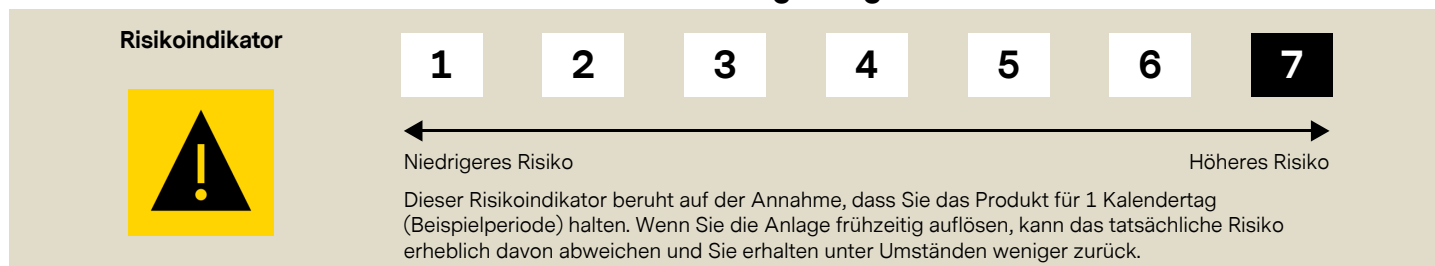 Risikoindikator
1 2 3 4 5 6 7
Niedrigeres Risiko Höheres Risiko
Dieser Risikoindikator beruht auf der Annahme, dass Sie das Produkt für 1 Kalendertag
(Beispielperiode) halten. Wenn Sie die Anlage frühzeitig auflösen, kann das tatsächliche Risiko
erheblich davon abweichen und Sie erhalten unter Umständen weniger zurück.